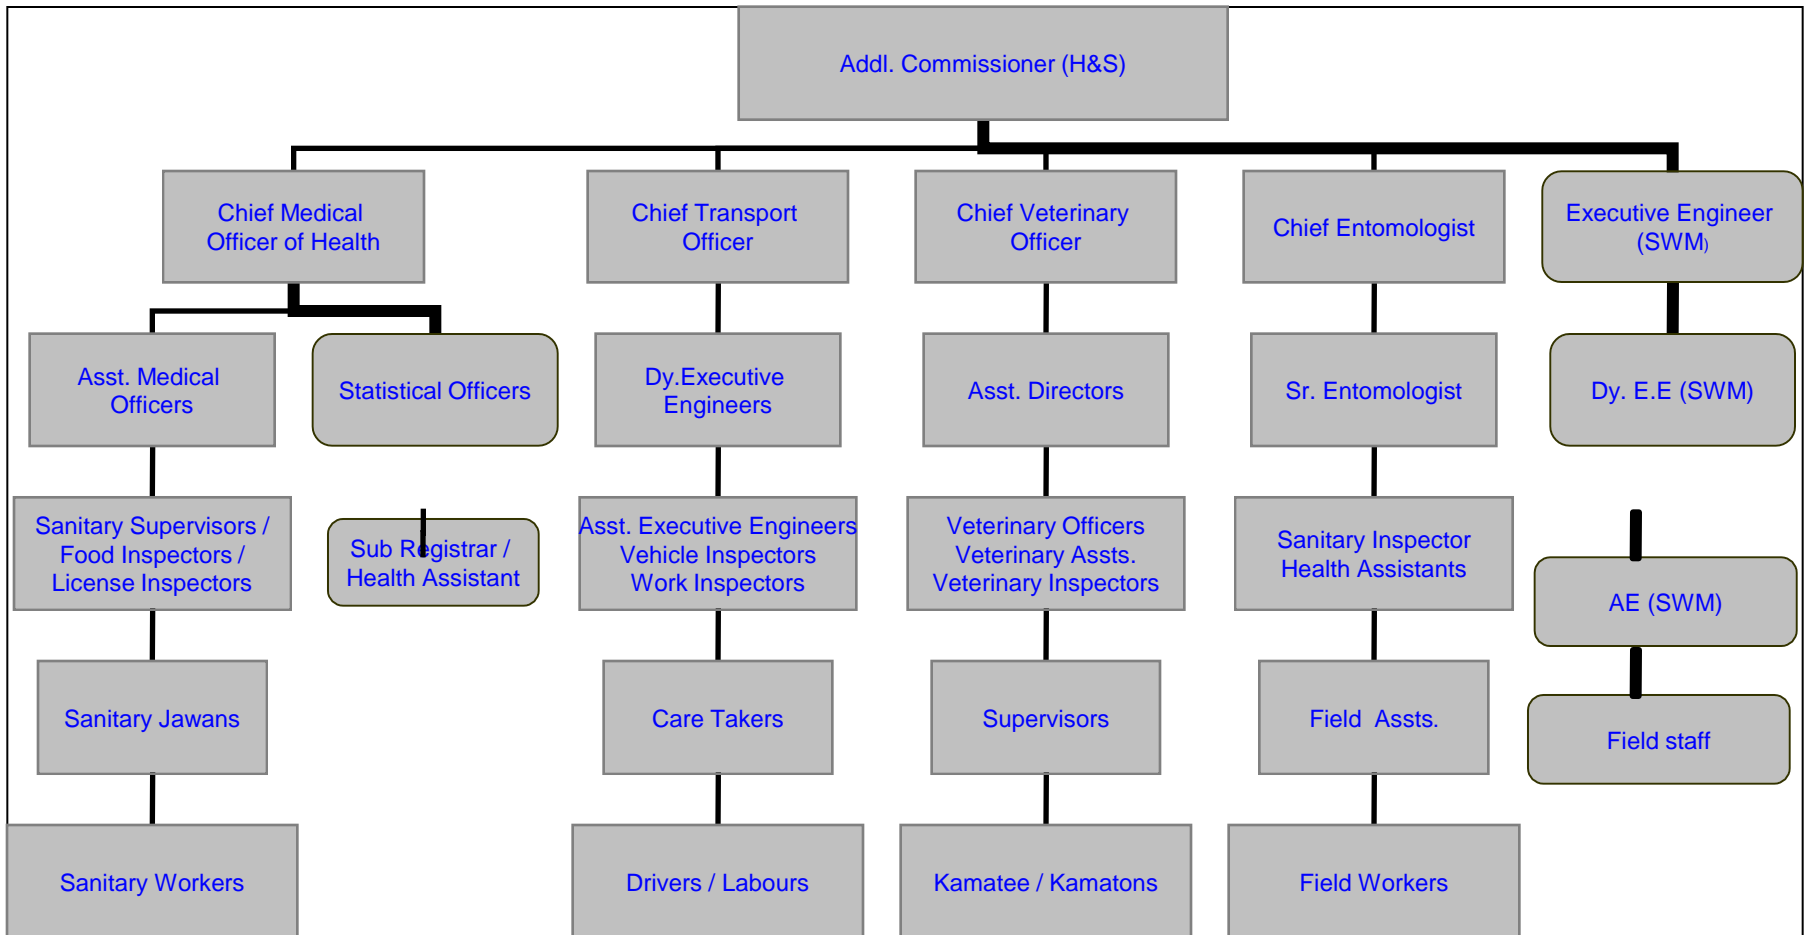 Addl. Commissioner (H&S)
Chief Medical
Officer of Health
Chief Transport
Officer
Chief Veterinary
Officer
Chief Entomologist
Executive Engineer
(SWM)
Asst. Medical
Officers
Statistical Officers
Dy.Executive
Engineers
Asst. Directors
Sr. Entomologist
Dy. E.E (SWM)
Sanitary Supervisors /
Food Inspectors /
License Inspectors
Sub Registrar /
Health Assistant
Asst. Executive Engineers
Vehicle Inspectors
Work Inspectors
Veterinary Officers
Veterinary Assts.
Veterinary Inspectors
Sanitary Inspector
Health Assistants
AE (SWM)
Sanitary Jawans
Care Takers
Supervisors
Field  Assts.
Field staff
Sanitary Workers
Drivers / Labours
Kamatee / Kamatons
Field Workers